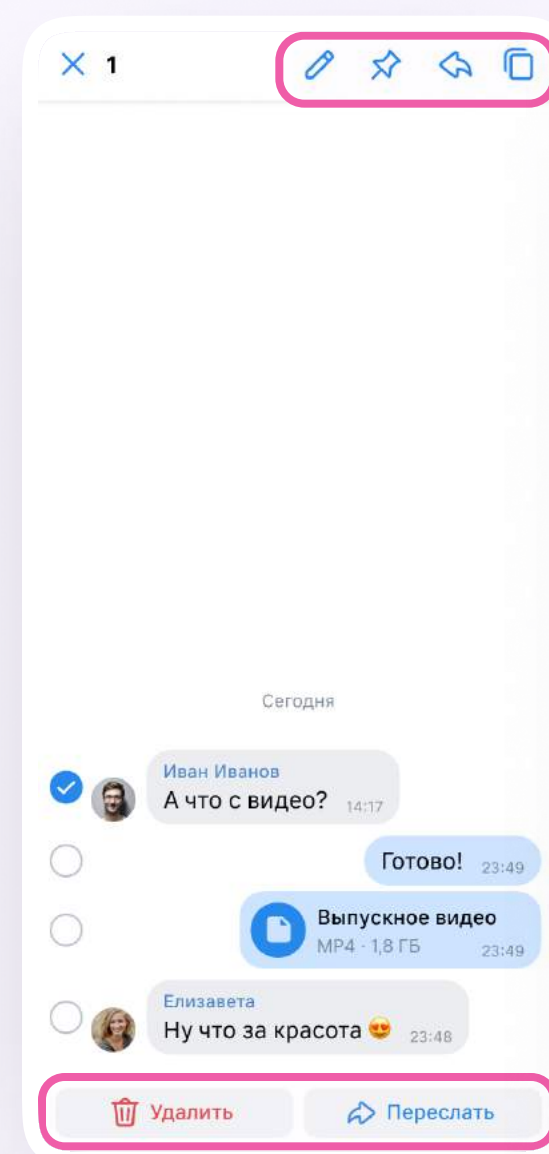 1
Сегодня
Иван Иванов
А что с видео? 14:17
Готово! 23:49
Выпускное видео
MP4 · 1,8 ГБ 23:49
Елизавета
Ну что за красота 😍 23:48
Удалить Переслать